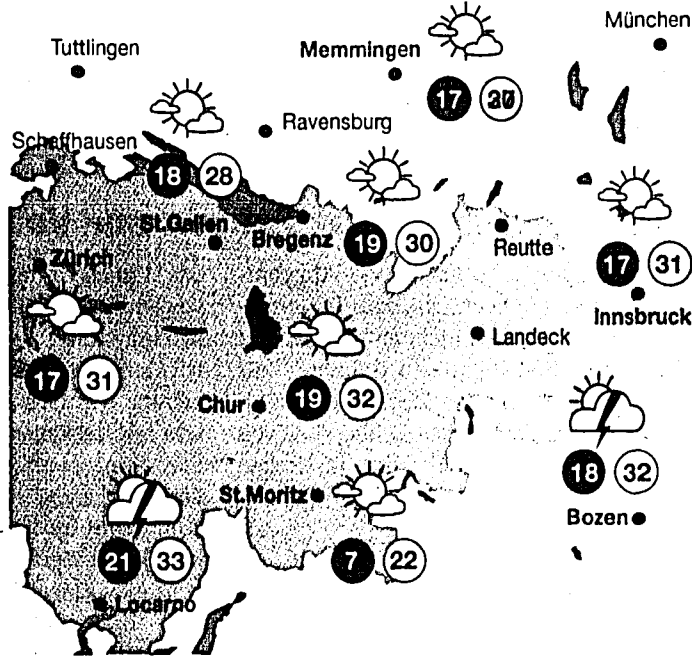 München
Tuttlingen
Memmingen
17
Ravensburg
Schaffhausen
18 28
St.Gallen
Bregenz
19 30
Reutte
17 31
Zürich
Innsbruck
Landeck
17 31
Chur
19 32
18 32
St.Moritz
Bozen
21 33
7 22
Locarno